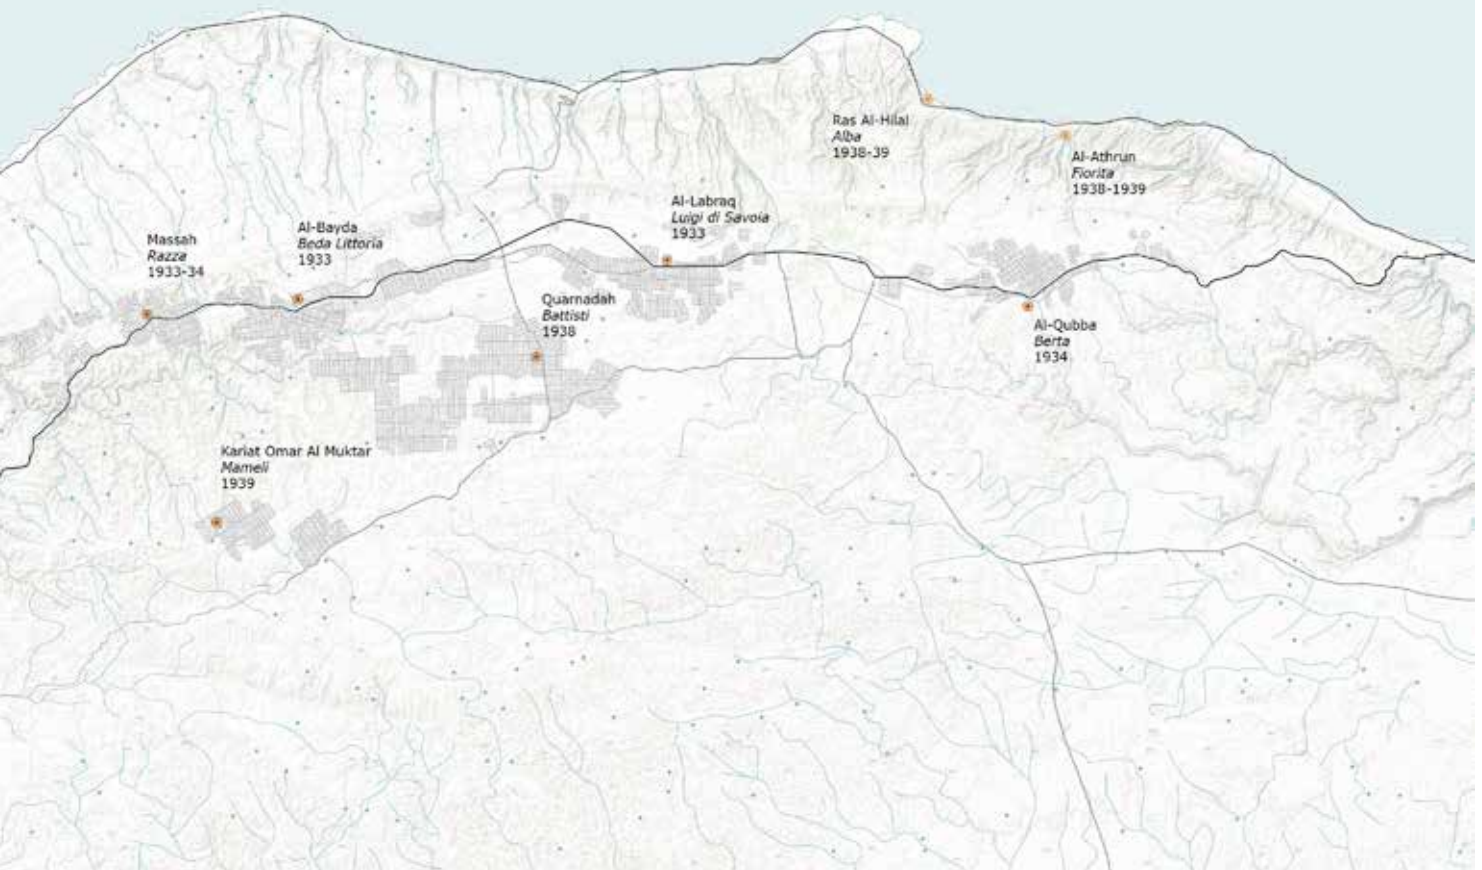 Ras Al-Hilal
Alba
1938-39
Al-Athrun
Fiorita
1938-1939
Al-Labraq
Luigi di Savoia
1933
Al-Bayda
Beda Littoria
1933
Massah
Razza
1933-34
Quarnadah
Battisti
1938
Al-Qubba
Berta
1934
Kariat Omar Al Muktar
Mameli
1939